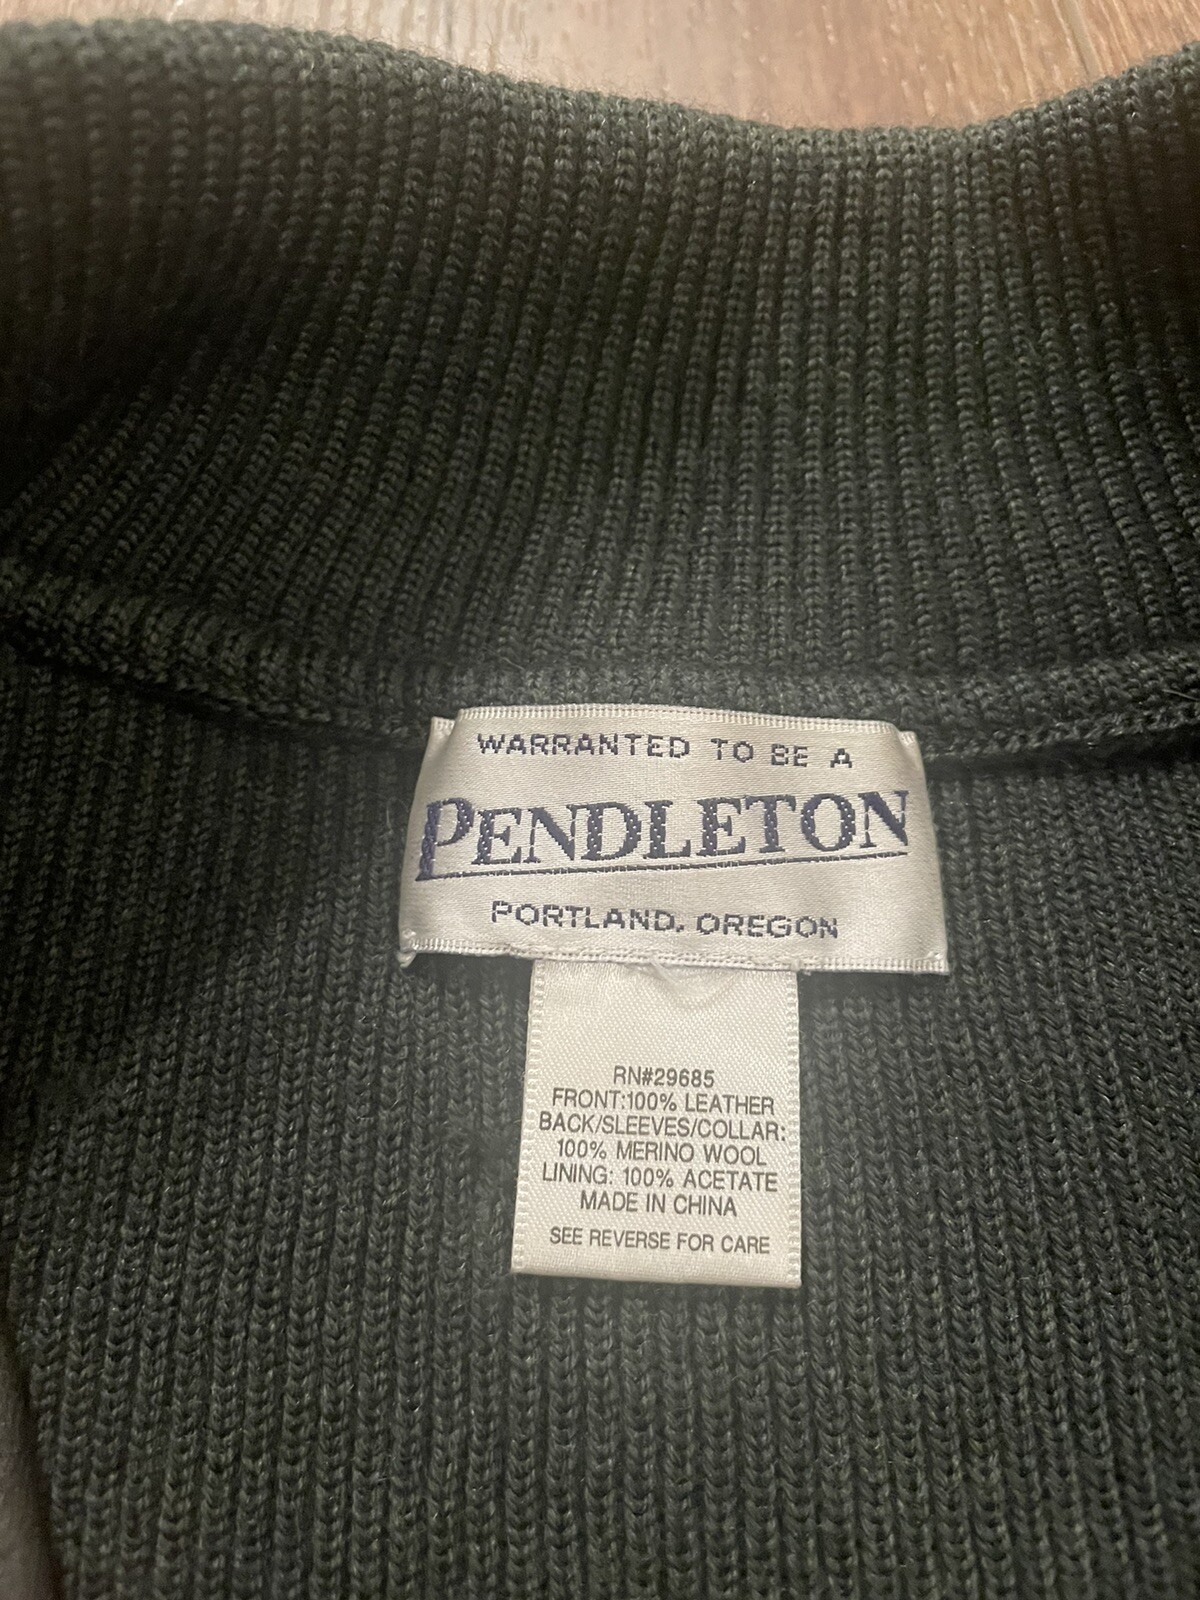 WARRANTED TO BE A
PENDLETON
PORTLAND, OREGON
RN#29685
FRONT:100% LEATHER
BACK/SLEEVES/COLLAR:
100% MERINO WOOL
LINING: 100% ACETATE
MADE IN CHINA
SEE REVERSE FOR CARE